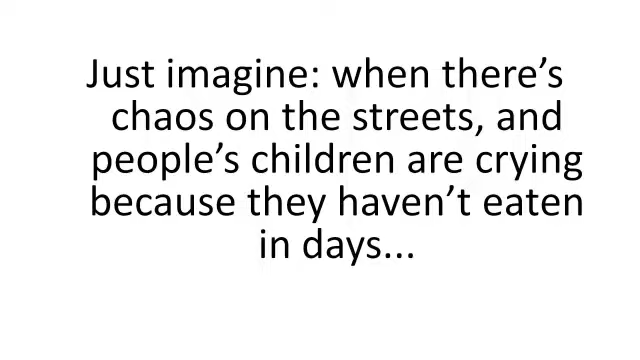 Just imagine: when there’s
chaos on the streets, and
people’s children are crying
because they haven’t eaten
in days...